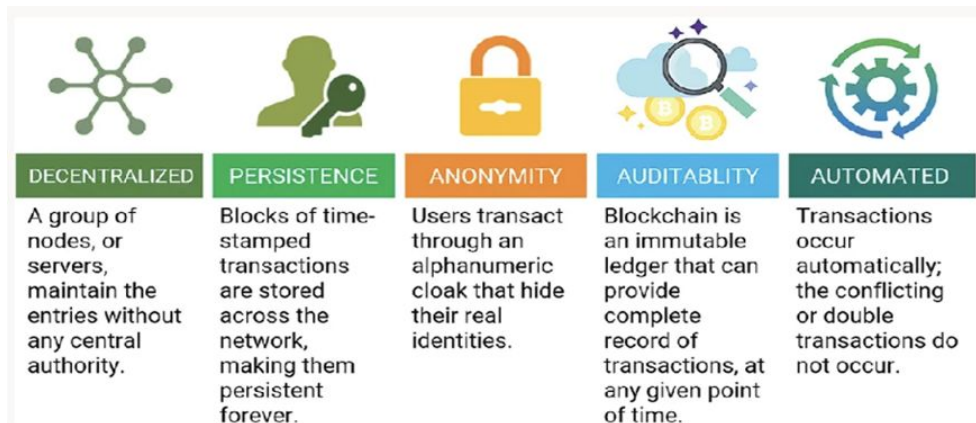 DECENTRALIZED
A group of
nodes, or
servers,
maintain the
entries without
any central
authority.
PERSISTENCE
Blocks of time-
stamped
transactions
are stored
across the
network,
making them
persistent
forever.
ANONYMITY
Users transact
through an
alphanumeric
cloak that hide
their real
identities.
AUDITABLITY
Blockchain is
an immutable
ledger that can
provide
complete
record of
transactions, at
any given point
of time.
AUTOMATED
Transactions
occur
automatically;
the conflicting
or double
transactions do
not occur.